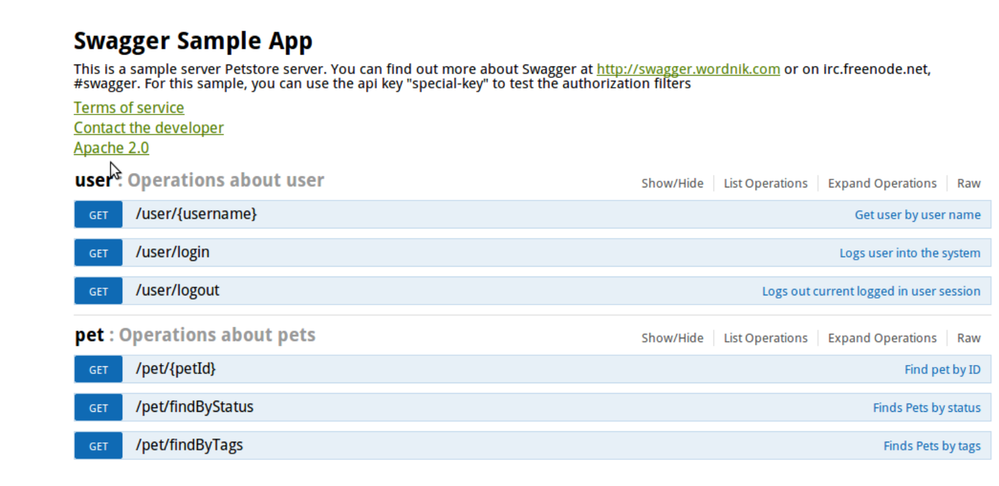 Swagger Sample App
This is a sample server Petstore server. You can find out more about Swagger at http://swagger.wordnik.com or on irc.freenode.net,
#swagger. For this sample, you can use the api key "special-key" to test the authorization filters
Terms of service
Contact the developer
Apache 2.0
user : Operations about user Show/Hide List Operations Expand Operations Raw
GET /user/{username} Get user by user name
GET /user/login Logs user into the system
GET /user/logout Logs out current logged in user session
pet : Operations about pets Show/Hide List Operations Expand Operations Raw
GET /pet/{petId} Find pet by ID
GET /pet/findByStatus Finds Pets by status
GET /pet/findByTags Finds Pets by tags